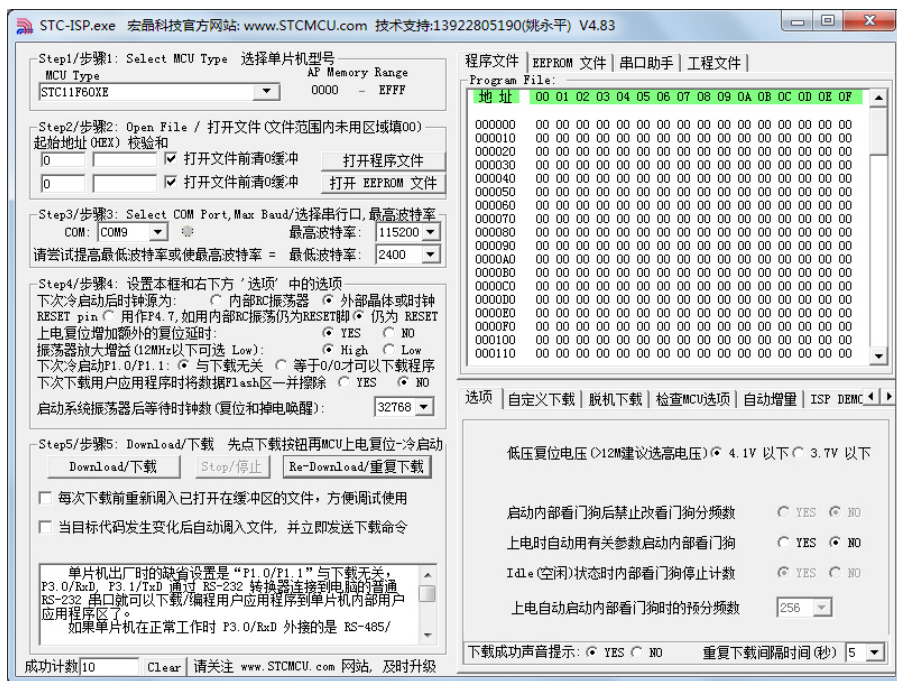 STC-ISP.exe 宏晶科技官方网站: www.STCMCU.com 技术支持:13922805190(姚永平) V4.83
Step1/步骤1: Select MCU Type 选择单片机型号
MCU Type AP Memory Range
STC11F60XE 0000 - EFFF
Step2/步骤2: Open File / 打开文件(文件范围内未用区域填00)
起始地址(HEX) 校验和
0 打开文件前清0缓冲 打开程序文件
0 打开文件前清0缓冲 打开 EEPROM 文件
Step3/步骤3: Select COM Port,Max Baud/选择串行口,最高波特率
COM: COM9 最高波特率: 115200
请尝试提高最低波特率或使最高波特率 = 最低波特率: 2400
Step4/步骤4: 设置本框和右下方 '选项' 中的选项
下次冷启动后时钟源为: 内部RC振荡器 外部晶体或时钟
RESET pin 用作P4.7,如用内部RC振荡仍为RESET脚 仍为 RESET
上电复位增加额外的复位延时: YES NO
振荡器放大增益(12MHz以下可选 Low): High Low
下次冷启动P1.0/P1.1: 与下载无关 等于0/0才可以下载程序
下次下载用户应用程序时将数据Flash区一并擦除 YES NO
启动系统振荡器后等待时钟数(复位和掉电唤醒): 32768
Step5/步骤5: Download/下载 先点下载按钮再MCU上电复位-冷启动
Download/下载 Stop/停止 Re-Download/重复下载
每次下载前重新调入已打开在缓冲区的文件，方便调试使用
当目标代码发生变化后自动调入文件，并立即发送下载命令
单片机出厂时的缺省设置是“P1.0/P1.1”与下载无关，
P3.0/RxD, P3.1/TxD 通过 RS-232 转换器连接到电脑的普通
RS-232 串口就可以下载/编程用户应用程序到单片机内部用户
应用程序区了。
如果单片机在正常工作时 P3.0/RxD 外接的是 RS-485/
成功计数 10 Clear 请关注 www.STCMCU.com 网站, 及时升级
程序文件 EEPROM 文件 串口助手 工程文件
Program File:
地 址 00 01 02 03 04 05 06 07 08 09 0A 0B 0C 0D 0E 0F
000000 00 00 00 00 00 00 00 00 00 00 00 00 00 00 00 00
000010 00 00 00 00 00 00 00 00 00 00 00 00 00 00 00 00
000020 00 00 00 00 00 00 00 00 00 00 00 00 00 00 00 00
000030 00 00 00 00 00 00 00 00 00 00 00 00 00 00 00 00
000040 00 00 00 00 00 00 00 00 00 00 00 00 00 00 00 00
000050 00 00 00 00 00 00 00 00 00 00 00 00 00 00 00 00
000060 00 00 00 00 00 00 00 00 00 00 00 00 00 00 00 00
000070 00 00 00 00 00 00 00 00 00 00 00 00 00 00 00 00
000080 00 00 00 00 00 00 00 00 00 00 00 00 00 00 00 00
000090 00 00 00 00 00 00 00 00 00 00 00 00 00 00 00 00
0000A0 00 00 00 00 00 00 00 00 00 00 00 00 00 00 00 00
0000B0 00 00 00 00 00 00 00 00 00 00 00 00 00 00 00 00
0000C0 00 00 00 00 00 00 00 00 00 00 00 00 00 00 00 00
0000D0 00 00 00 00 00 00 00 00 00 00 00 00 00 00 00 00
0000E0 00 00 00 00 00 00 00 00 00 00 00 00 00 00 00 00
0000F0 00 00 00 00 00 00 00 00 00 00 00 00 00 00 00 00
000100 00 00 00 00 00 00 00 00 00 00 00 00 00 00 00 00
000110 00 00 00 00 00 00 00 00 00 00 00 00 00 00 00 00
选项 自定义下载 脱机下载 检查MCU选项 自动增量 ISP DEMO
低压复位电压(>12M建议选高电压) 4.1V 以下 3.7V 以下
启动内部看门狗后禁止改看门狗分频数 YES NO
上电时自动用有关参数启动内部看门狗 YES NO
Idle(空闲)状态时内部看门狗停止计数 YES NO
上电自动启动内部看门狗时的预分频数 256
下载成功声音提示: YES NO 重复下载间隔时间(秒) 5